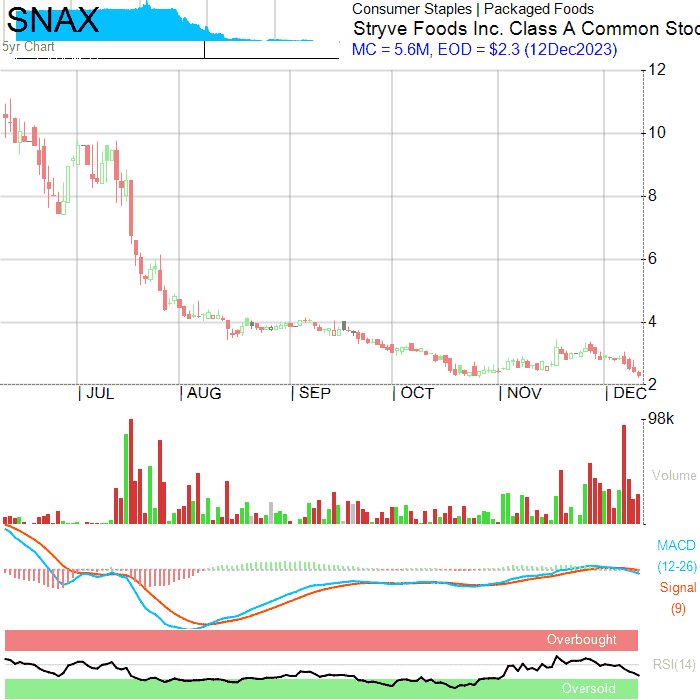 SNAX
5yr Chart
Consumer Staples | Packaged Foods
Stryve Foods Inc. Class A Common Stoc
MC = 5.6M, EOD = $2.3 (12Dec2023)
12
10
8
6
4
2
| JUL | AUG | SEP | OCT | NOV | DEC
98k
Volume
MACD
(12-26)
Signal
(9)
Overbought
RSI(14)
Oversold